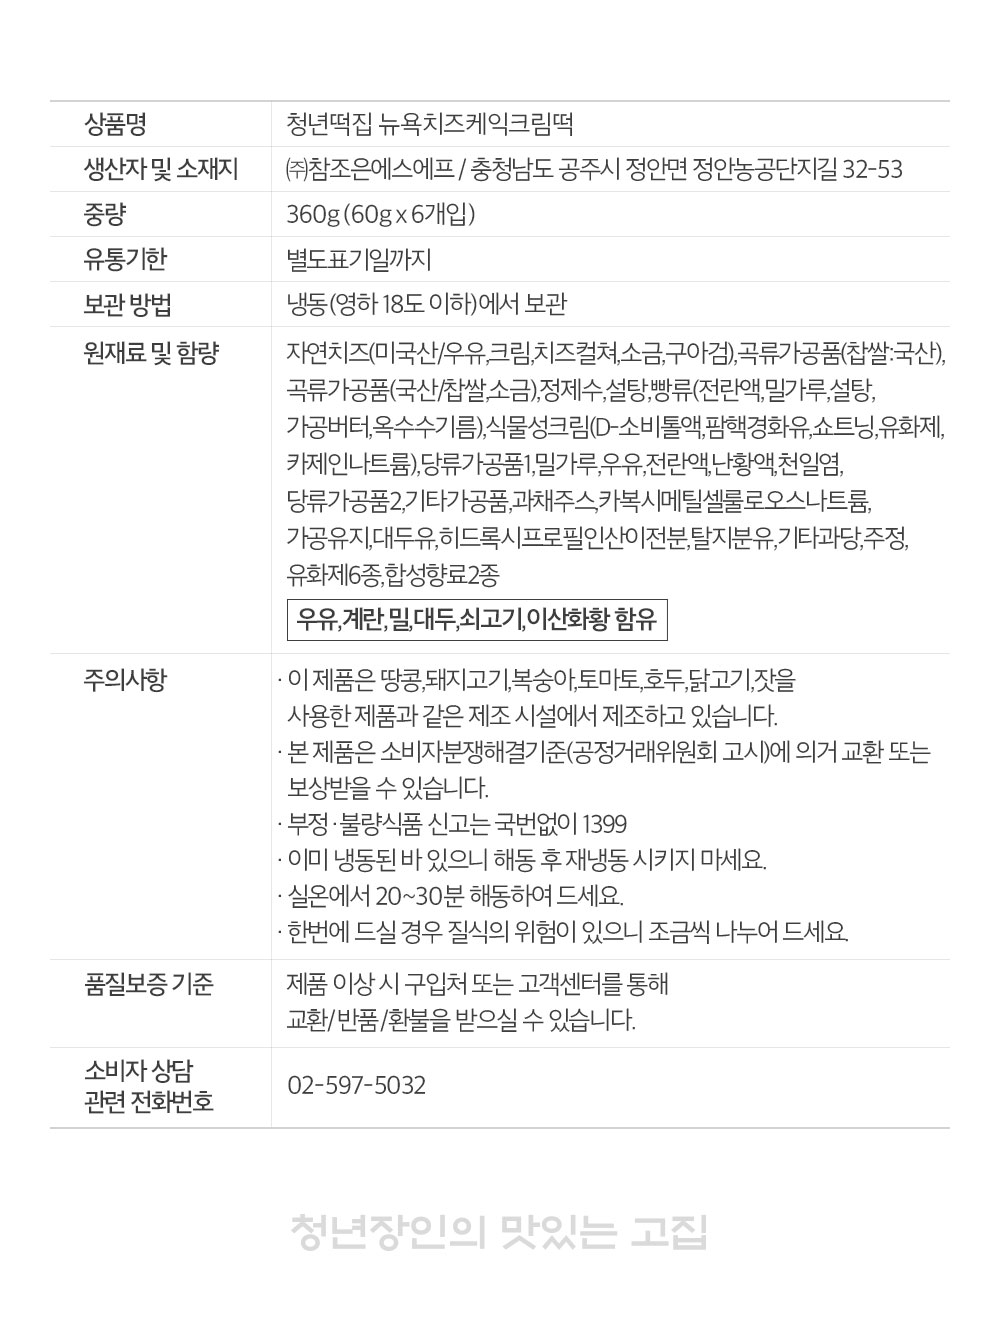 상품명 청년떡집 뉴욕치즈케익크림떡
생산자 및 소재지 ㈜참조은에스에프 / 충청남도 공주시 정안면 정안농공단지길 32-53
중량 360g (60g x 6개입)
유통기한 별도표기일까지
보관 방법 냉동(영하 18도 이하)에서 보관
원재료 및 함량 자연치즈(미국산/우유,크림,치즈컬쳐,소금,구아검),곡류가공품(찹쌀:국산),
곡류가공품(국산/찹쌀,소금),정제수,설탕,빵류(전란액,밀가루,설탕,
가공버터,옥수수기름),식물성크림(D-소비톨액,팜핵경화유,쇼트닝,유화제,
카제인나트륨),당류가공품1,밀가루,우유,전란액,난황액,천일염,
당류가공품2,기타가공품,과채주스,카복시메틸셀룰로오스나트륨,
가공유지,대두유,히드록시프로필인산이전분,탈지분유,기타과당,주정,
유화제6종,합성향료2종
우유,계란,밀,대두,쇠고기,이산화황 함유
주의사항 · 이 제품은 땅콩,돼지고기,복숭아,토마토,호두,닭고기,잣을
사용한 제품과 같은 제조 시설에서 제조하고 있습니다.
· 본 제품은 소비자분쟁해결기준(공정거래위원회 고시)에 의거 교환 또는
보상받을 수 있습니다.
· 부정 · 불량식품 신고는 국번없이 1399
· 이미 냉동된 바 있으니 해동 후 재냉동 시키지 마세요.
· 실온에서 20~30분 해동하여 드세요.
· 한번에 드실 경우 질식의 위험이 있으니 조금씩 나누어 드세요.
품질보증 기준 제품 이상 시 구입처 또는 고객센터를 통해
교환/반품/환불을 받으실 수 있습니다.
소비자 상담
관련 전화번호 02-597-5032
청년장인의 맛있는 고집